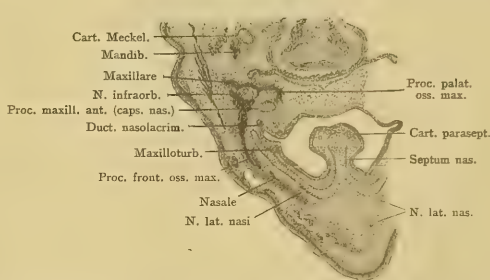 Cart. Meckel.
Mandib.
Maxillare
N. infraorb.
Proc. maxill. ant. (caps. nas.)
Duct. nasolacrim.
Maxilloturb.
Proc. front. oss. max.
Nasale
N. lat. nasi
Proc. palat.
oss. max.
Cart. parasept.
Septum nas.
N. lat. nas.